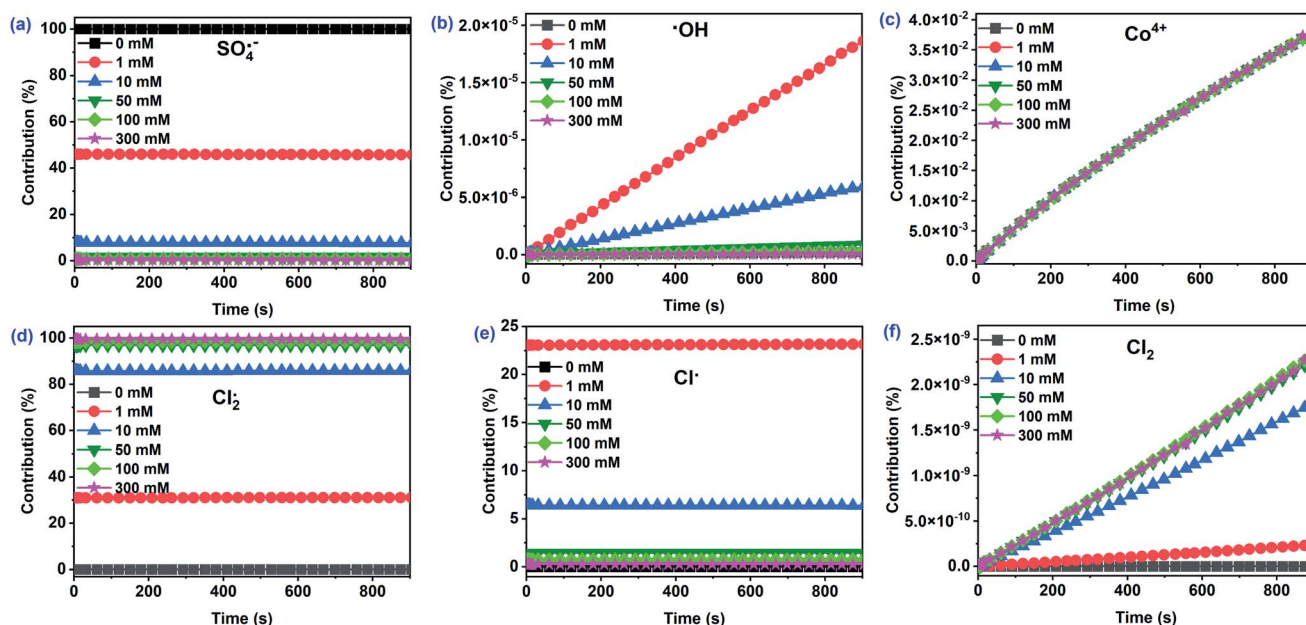 (a)
SO₄·⁻
0 mM
1 mM
10 mM
50 mM
100 mM
300 mM
Contribution (%)
100
80
60
40
20
0
0 200 400 600 800
Time (s)
(b)
·OH
0 mM
1 mM
10 mM
50 mM
100 mM
300 mM
Contribution (%)
2.0×10⁻⁵
1.5×10⁻⁵
1.0×10⁻⁵
5.0×10⁻⁶
0.0
0 200 400 600 800
Time (s)
(c)
Co⁴⁺
0 mM
1 mM
10 mM
50 mM
100 mM
300 mM
Contribution (%)
4.0×10⁻²
3.5×10⁻²
3.0×10⁻²
2.5×10⁻²
2.0×10⁻²
1.5×10⁻²
1.0×10⁻²
5.0×10⁻³
0.0
0 200 400 600 800
Time (s)
(d)
Cl₂·⁻
0 mM
1 mM
10 mM
50 mM
100 mM
300 mM
Contribution (%)
100
80
60
40
20
0
0 200 400 600 800
Time (s)
(e)
Cl·
0 mM
1 mM
10 mM
50 mM
100 mM
300 mM
Contribution (%)
25
20
15
10
5
0
0 200 400 600 800
Time (s)
(f)
Cl₂
0 mM
1 mM
10 mM
50 mM
100 mM
300 mM
Contribution (%)
2.5×10⁻⁹
2.0×10⁻⁹
1.5×10⁻⁹
1.0×10⁻⁹
5.0×10⁻¹⁰
0.0
0 200 400 600 800
Time (s)